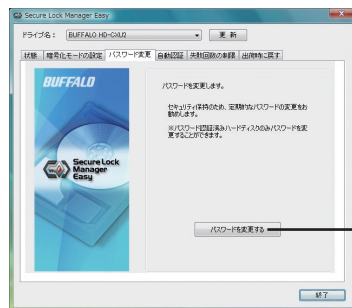 Secure Lock Manager Easy
ドライブ名： BUFFALO HD-CXU2 更 新
状態 暗号化モードの設定 パスワード変更 自動認証 失敗回数の制限 出荷時に戻す
BUFFALO
パスワードを変更します。
セキュリティ保持のため、定期的なパスワードの変更をお
勧めします。
※パスワード認証済みハードディスクのみパスワードを変
更することができます。
Secure Lock
Manager
Easy
パスワードを変更する
終了